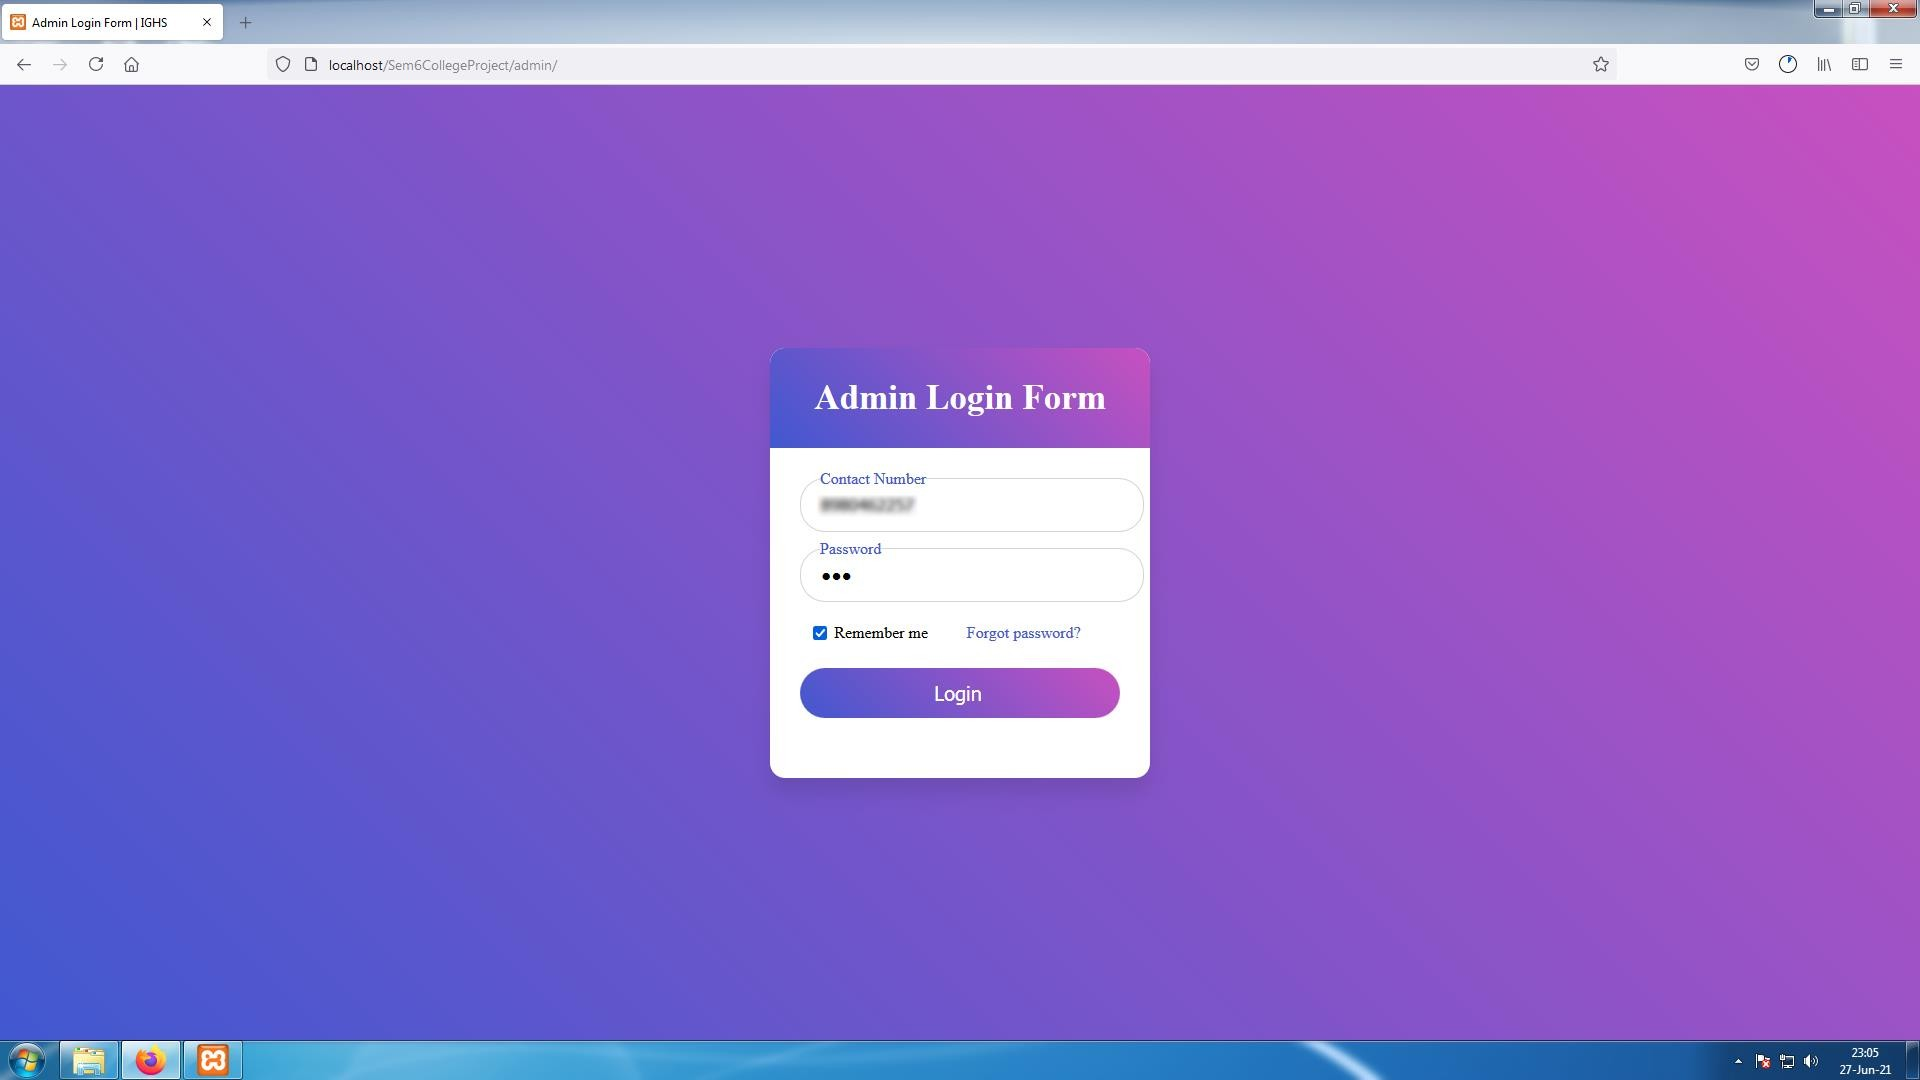 Admin Login Form | IGHS
localhost/Sem6CollegeProject/admin/
Admin Login Form
Contact Number
Password
Remember me
Forgot password?
Login
23:05
27-Jun-21